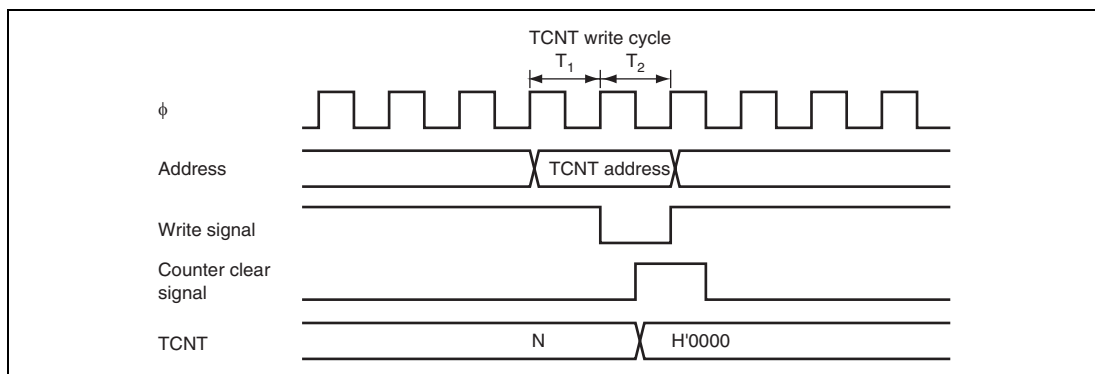 TCNT write cycle
T1 T2
ϕ
Address
TCNT address
Write signal
Counter clear
signal
TCNT
N
H'0000